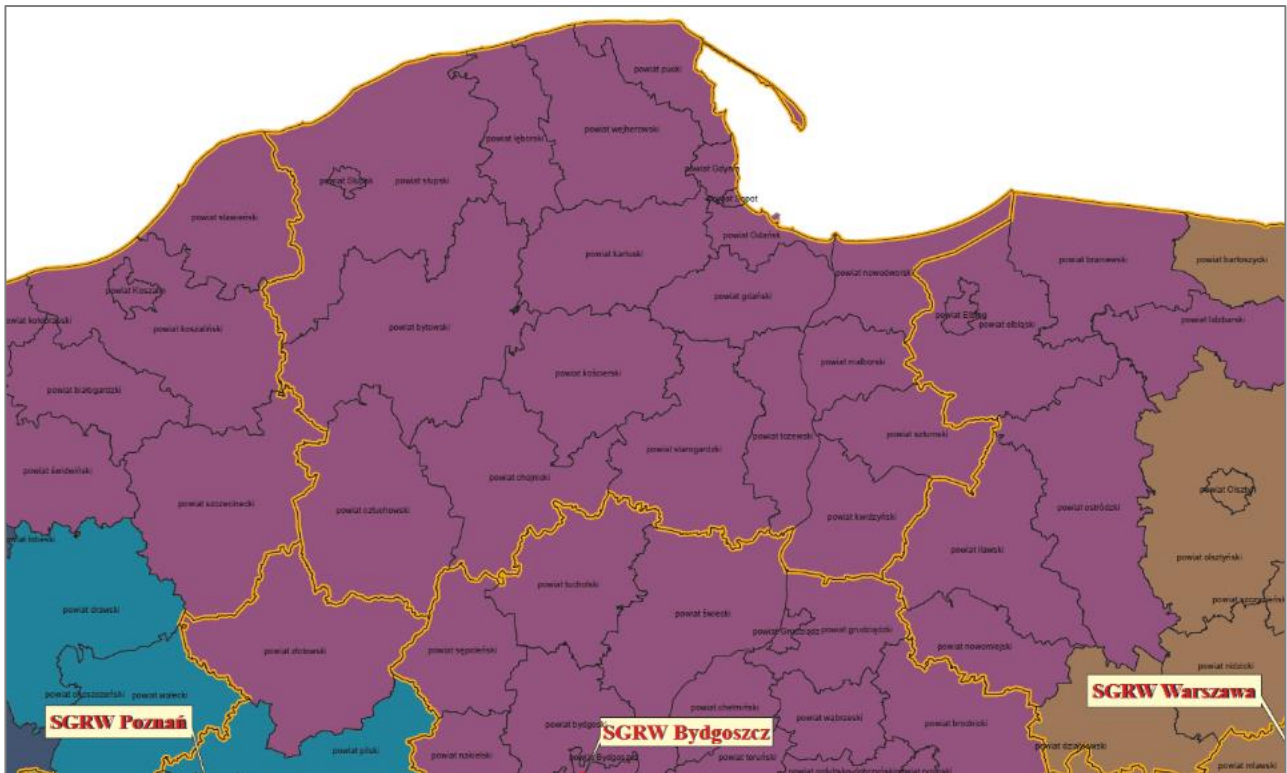 powiat pucki
powiat wejherowski
powiat lęborski
powiat Gdynia
powiat Słupsk
powiat słupski
powiat Sopot
powiat sławieński
powiat Gdańsk
powiat kartuski
powiat nowodworski
powiat braniewski
powiat bartoszycki
powiat Koszalin
powiat gdański
powiat Elbląg
powiat elbląski
powiat lidzbarski
powiat koszaliński
powiat bytowski
powiat malborski
powiat kościerski
powiat białogardzki
powiat sztumski
powiat tczewski
powiat starogardzki
powiat świdwiński
powiat chojnicki
powiat szczecinecki
powiat Olsztyn
powiat człuchowski
powiat kwidzyński
powiat ostródzki
powiat iławski
powiat olsztyński
powiat tucholski
powiat drawski
powiat świecki
powiat Grudziądz
powiat grudziądzki
powiat nowomiejski
powiat złotowski
powiat sępoleński
powiat nidzicki
powiat wałecki
SGRW Warszawa
powiat chełmiński
powiat wąbrzeski
powiat brodnicki
SGRW Poznań
powiat bydgoski
SGRW Bydgoszcz
powiat pilski
powiat nakielski
powiat Bydgoszcz
powiat toruński
powiat działdowski
powiat mławski